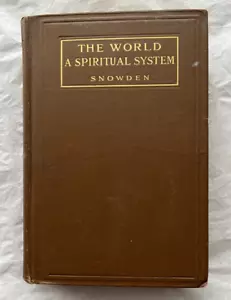 THE WORLD
A SPIRITUAL SYSTEM
SNOWDEN